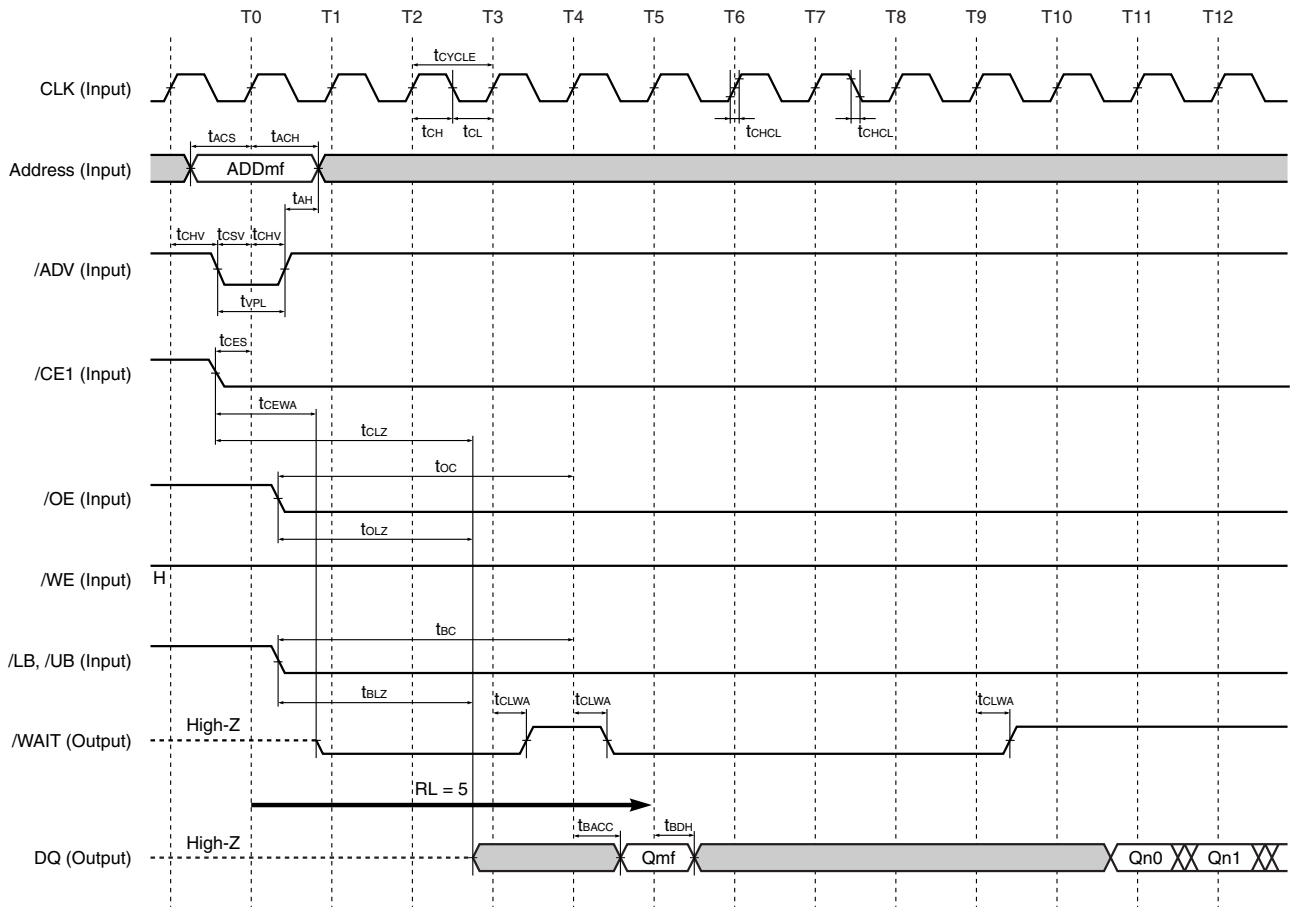 T0 T1 T2 T3 T4 T5 T6 T7 T8 T9 T10 T11 T12
tCYCLE
CLK (Input)
tCH tCL tCHCL tCHCL
tACS tACH
Address (Input) ADDmf
tAH
tCHV tCSV tCHV
/ADV (Input)
tVPL
tCES
/CE1 (Input)
tCEWA
tCLZ
tOC
/OE (Input)
tOLZ
/WE (Input) H
tBC
/LB, /UB (Input)
tBLZ tCLWA tCLWA tCLWA
High-Z
/WAIT (Output)
RL = 5
tBACC tBDH
High-Z
DQ (Output) Qmf Qn0 Qn1